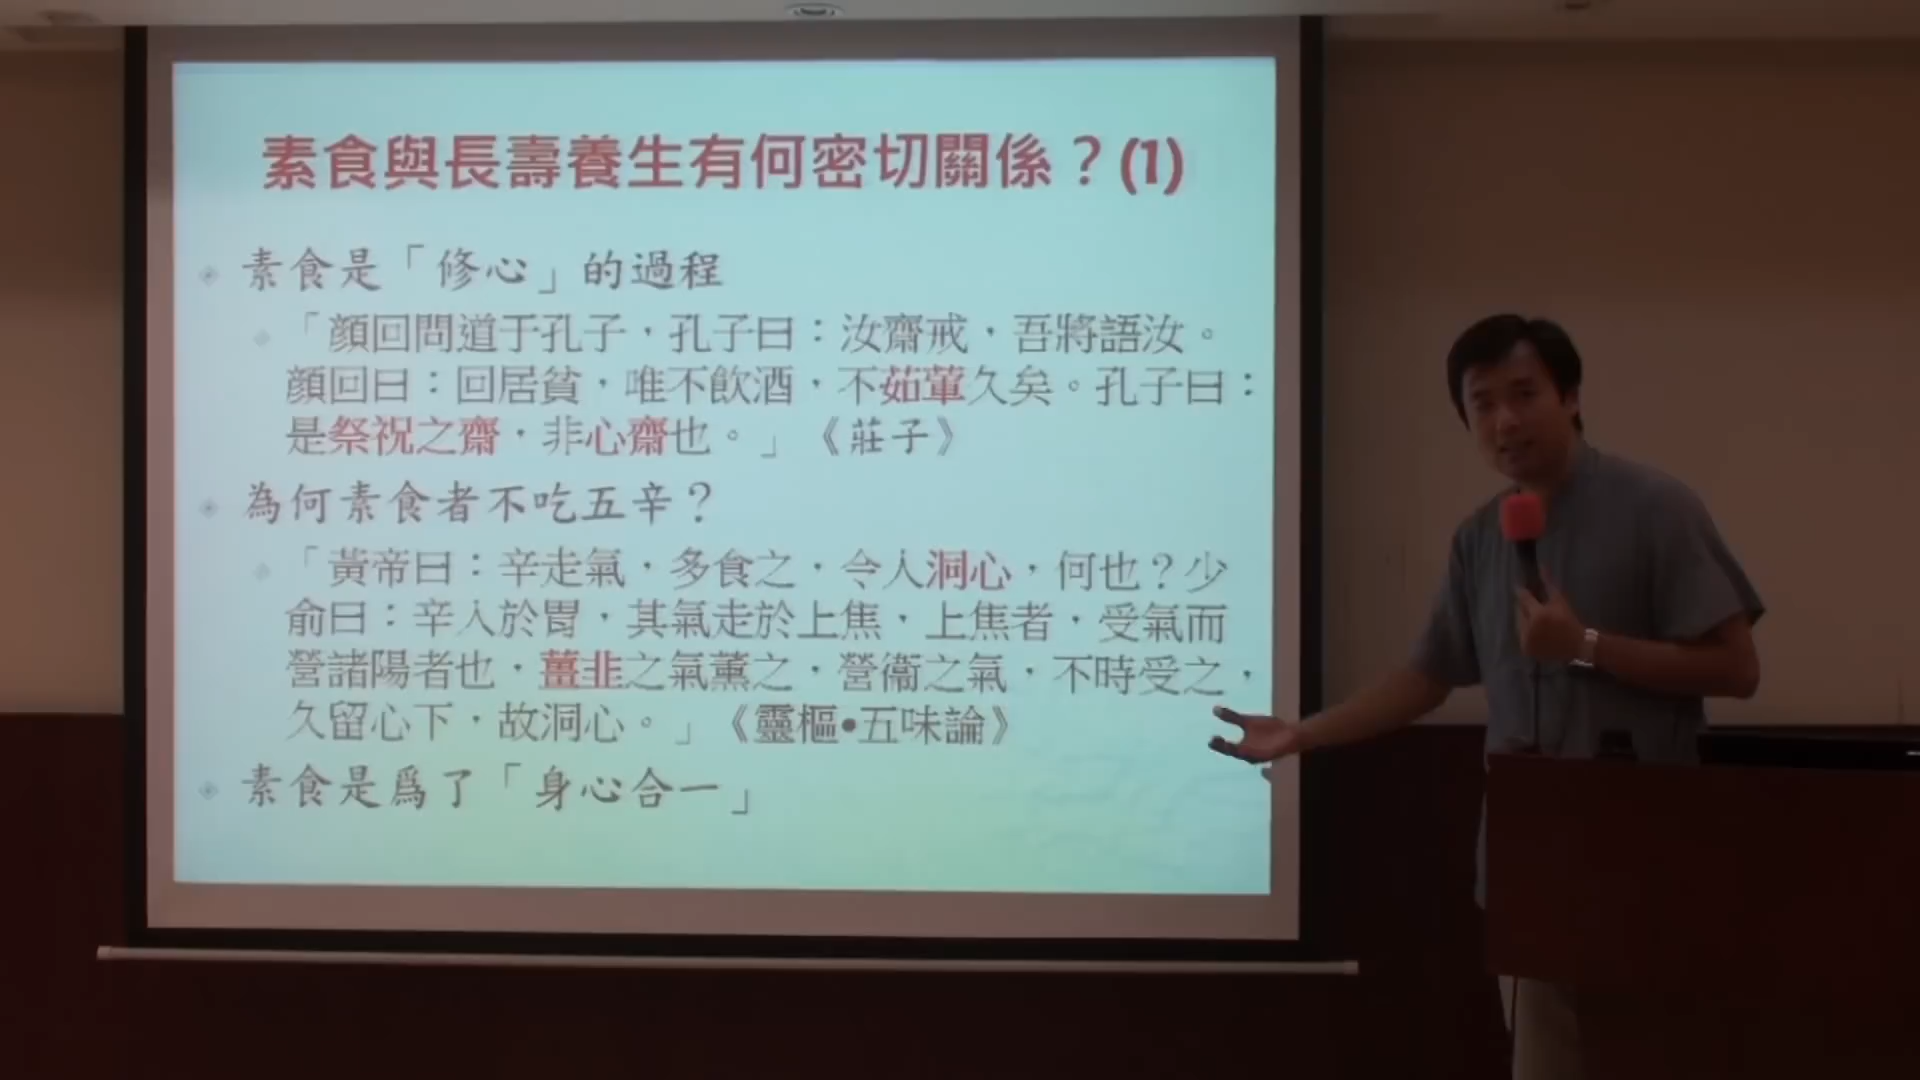 素食與長壽養生有何密切關係？(1)
素食是「修心」的過程
「顏回問道于孔子，孔子曰：汝齋戒，吾將語汝。
顏回曰：回居貧，唯不飲酒，不茹葷久矣。孔子曰：
是祭祝之齋，非心齋也。」《莊子》
為何素食者不吃五辛？
「黃帝曰：辛走氣，多食之，令人洞心，何也？少
俞曰：辛入於胃，其氣走於上焦，上焦者，受氣而
營諸陽者也，薑韭之氣薰之，營衞之氣，不時受之，
久留心下，故洞心。」《靈樞•五味論》
素食是爲了「身心合一」